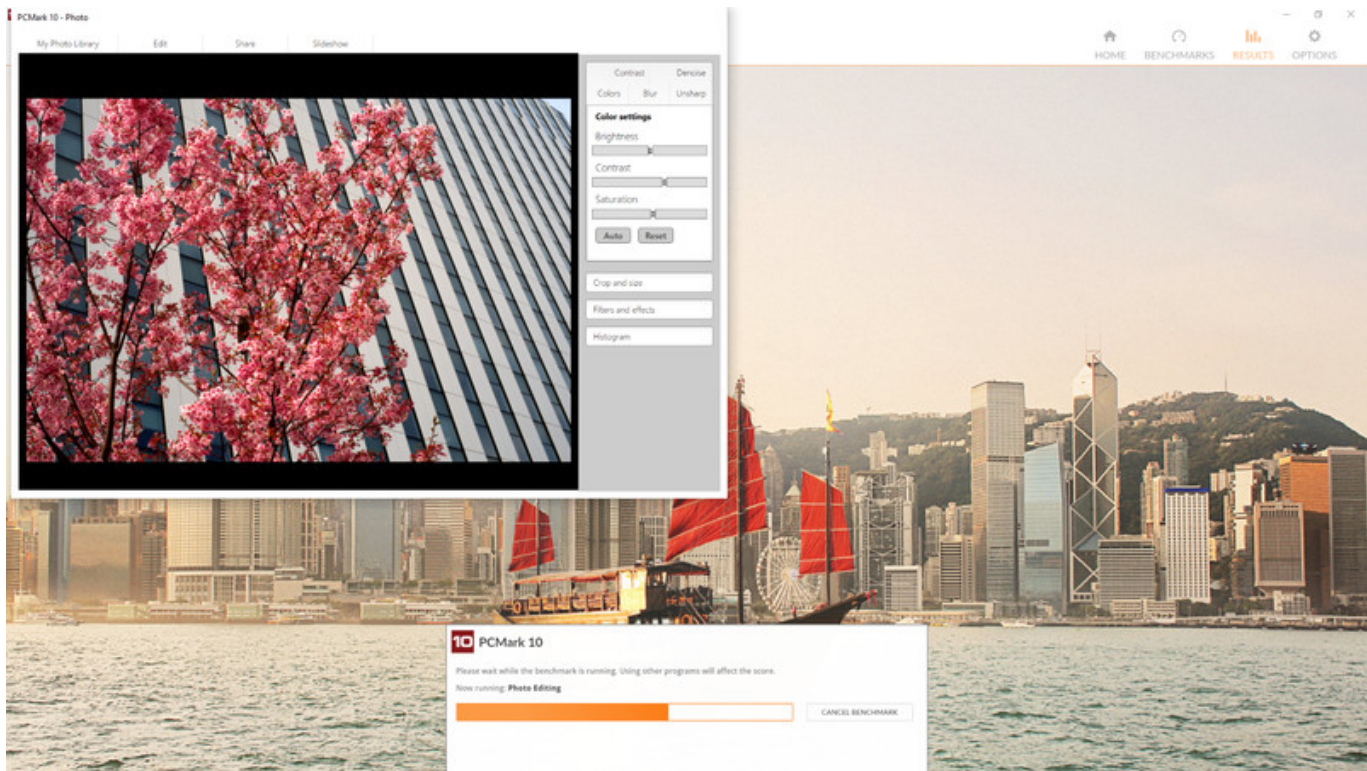 PCMark 10 - Photo
My Photo Library Edit Share Slideshow
HOME BENCHMARKS RESULTS OPTIONS
Contrast Denoise
Colors Blur Unsharp
Color settings
Brightness
Contrast
Saturation
Auto Reset
Crop and size
Filters and effects
Histogram
10 PCMark 10
Please wait while the benchmark is running. Using other programs will affect the score.
Now running: Photo Editing
CANCEL BENCHMARK